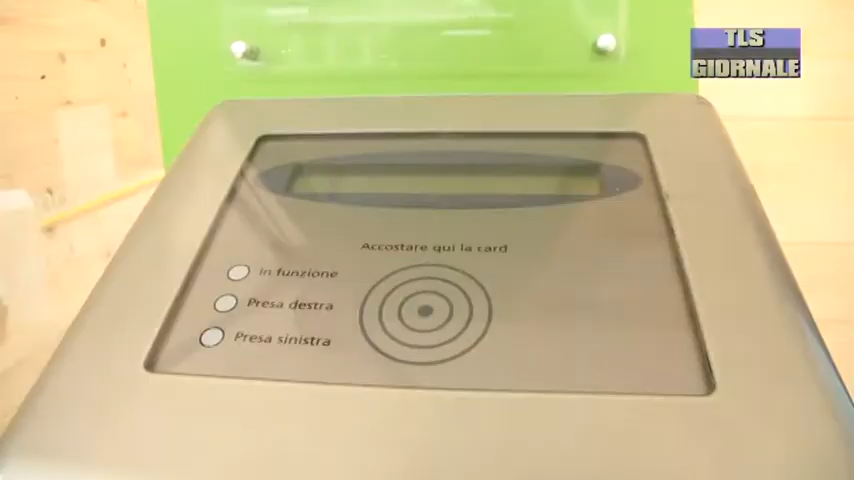 TLS
GIORNALE
Accostare qui la card
In funzione
Presa destra
Presa sinistra